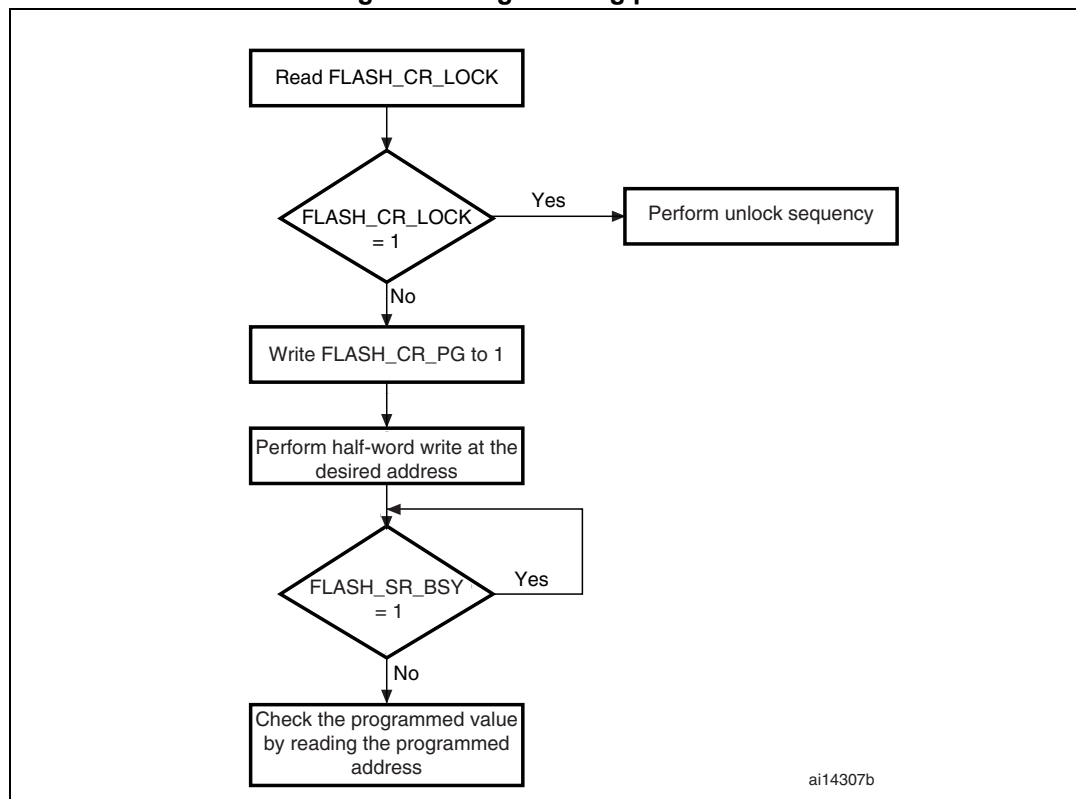 Read FLASH_CR_LOCK
FLASH_CR_LOCK
= 1
Yes
Perform unlock sequency
No
Write FLASH_CR_PG to 1
Perform half-word write at the
desired address
FLASH_SR_BSY
= 1
Yes
No
Check the programmed value
by reading the programmed
address
ai14307b